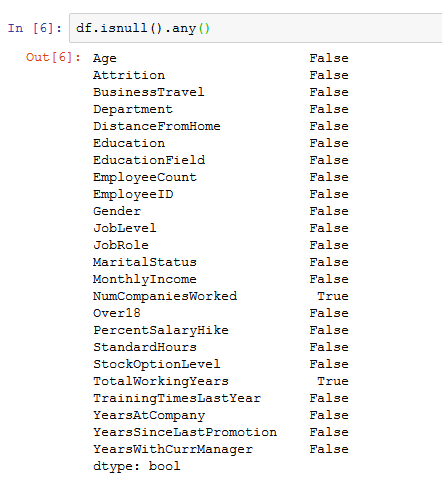 In [6]: df.isnull().any()
Out[6]: Age False
Attrition False
BusinessTravel False
Department False
DistanceFromHome False
Education False
EducationField False
EmployeeCount False
EmployeeID False
Gender False
JobLevel False
JobRole False
MaritalStatus False
MonthlyIncome False
NumCompaniesWorked True
Over18 False
PercentSalaryHike False
StandardHours False
StockOptionLevel False
TotalWorkingYears True
TrainingTimesLastYear False
YearsAtCompany False
YearsSinceLastPromotion False
YearsWithCurrManager False
dtype: bool